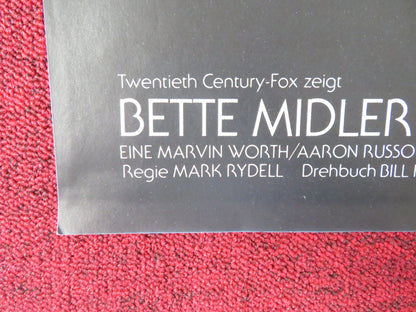 Twentieth Century-Fox zeigt
BETTE MIDLER
EINE MARVIN WORTH/AARON RUSSO
Regie MARK RYDELL Drehbuch BILL